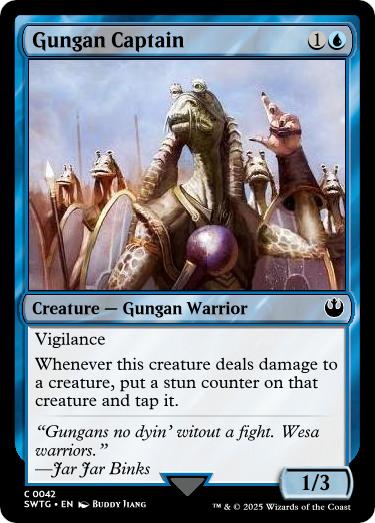 Gungan Captain 1
Creature — Gungan Warrior
Vigilance
Whenever this creature deals damage to
a creature, put a stun counter on that
creature and tap it.
“Gungans no dyin’ witout a fight. Wesa
warriors.”
—Jar Jar Binks
1/3
C 0042
SWTG • EN Buddy Jiang
™ & © 2025 Wizards of the Coast